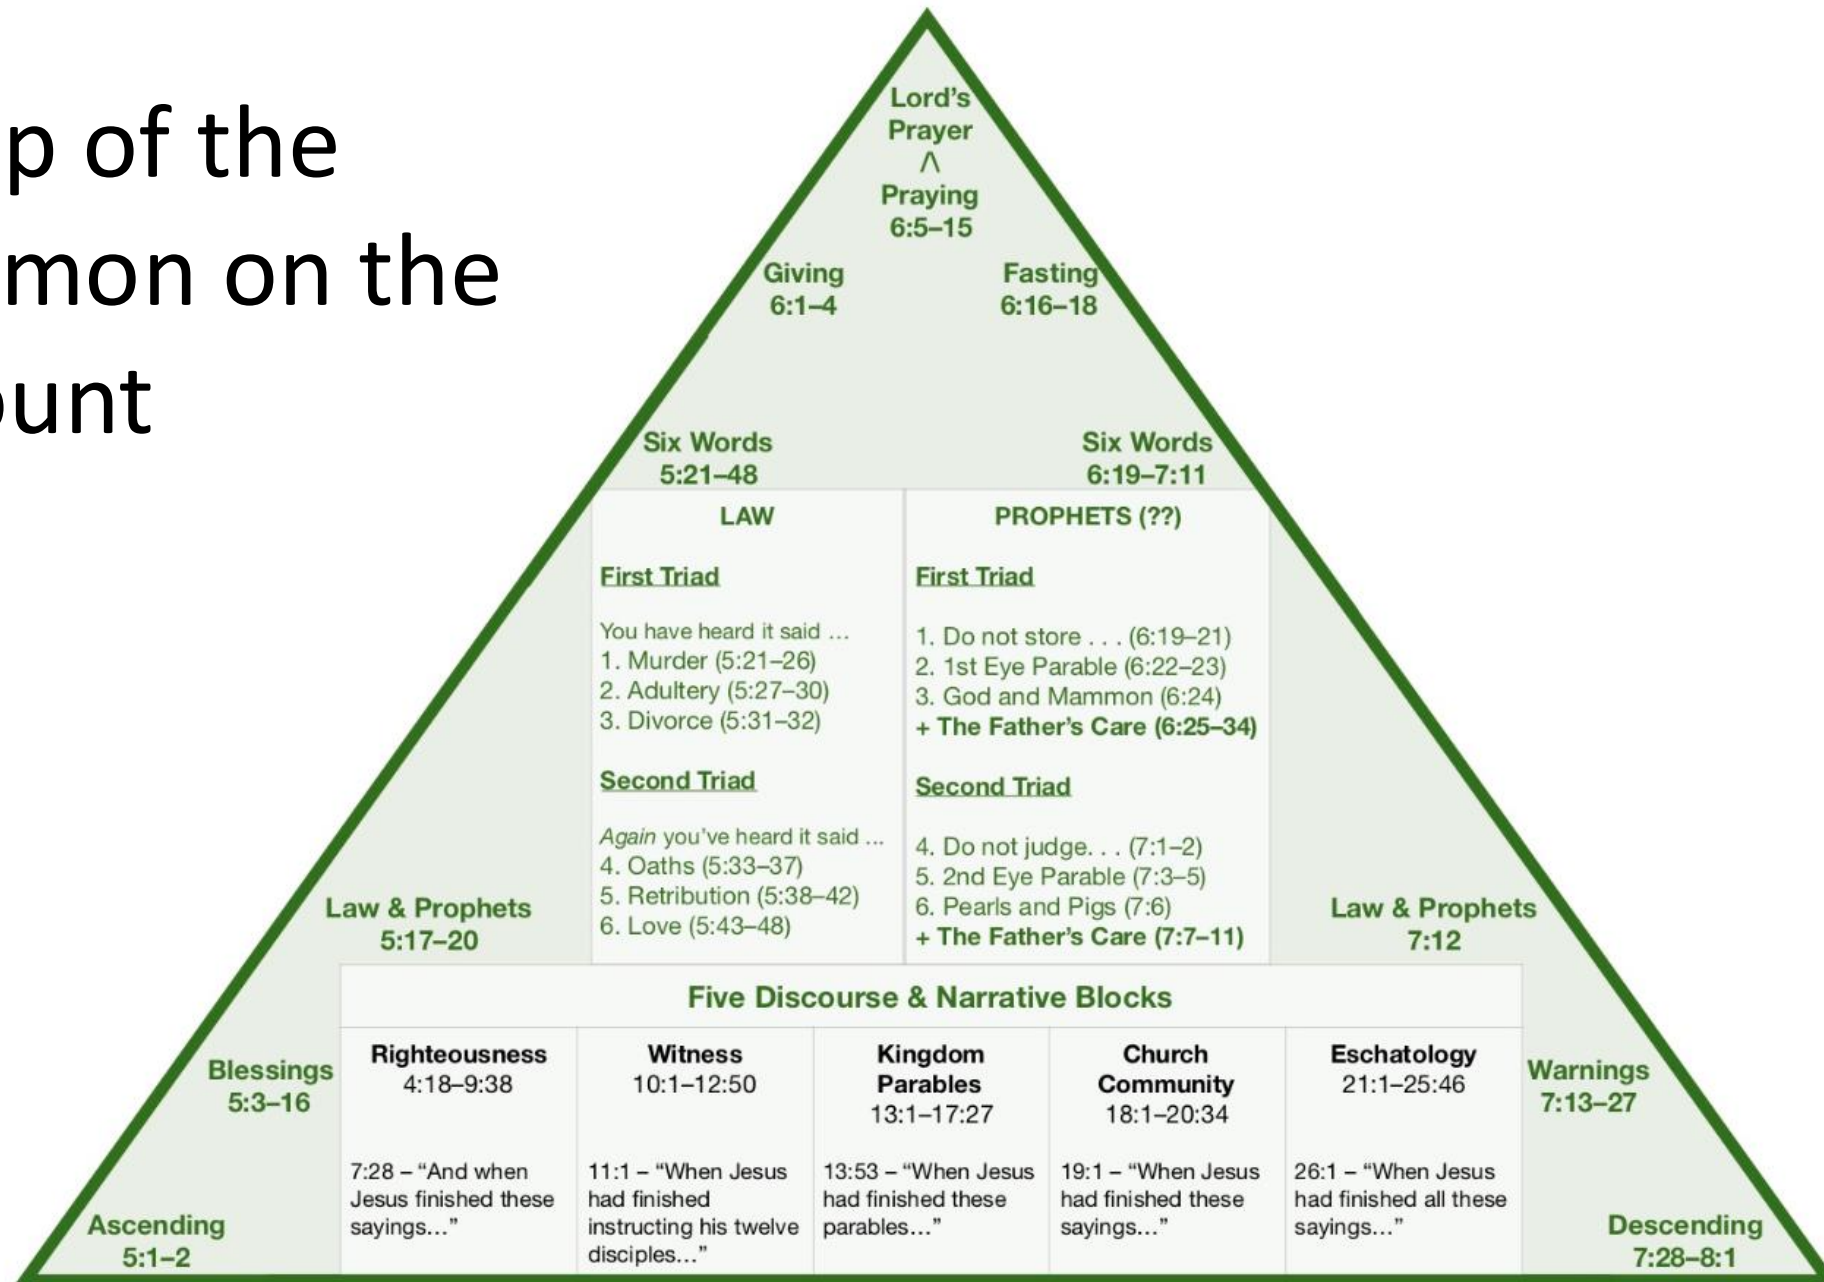 p of the
mon on the
ount
Lord's
Prayer
Λ
Praying
6:5–15
Giving
6:1–4
Fasting
6:16–18
Six Words
5:21–48
Six Words
6:19–7:11
LAW
First Triad
You have heard it said …
1. Murder (5:21–26)
2. Adultery (5:27–30)
3. Divorce (5:31–32)
Second Triad
Again you've heard it said ...
4. Oaths (5:33–37)
5. Retribution (5:38–42)
6. Love (5:43–48)
PROPHETS (??)
First Triad
1. Do not store . . . (6:19–21)
2. 1st Eye Parable (6:22–23)
3. God and Mammon (6:24)
+ The Father's Care (6:25–34)
Second Triad
4. Do not judge. . . (7:1–2)
5. 2nd Eye Parable (7:3–5)
6. Pearls and Pigs (7:6)
+ The Father's Care (7:7–11)
Law & Prophets
5:17–20
Law & Prophets
7:12
Five Discourse & Narrative Blocks
Blessings
5:3–16
Righteousness
4:18–9:38
7:28 – “And when
Jesus finished these
sayings…”
Witness
10:1–12:50
11:1 – “When Jesus
had finished
instructing his twelve
disciples…”
Kingdom
Parables
13:1–17:27
13:53 – “When Jesus
had finished these
parables…”
Church
Community
18:1–20:34
19:1 – “When Jesus
had finished these
sayings…”
Eschatology
21:1–25:46
26:1 – “When Jesus
had finished all these
sayings…”
Warnings
7:13–27
Ascending
5:1–2
Descending
7:28–8:1